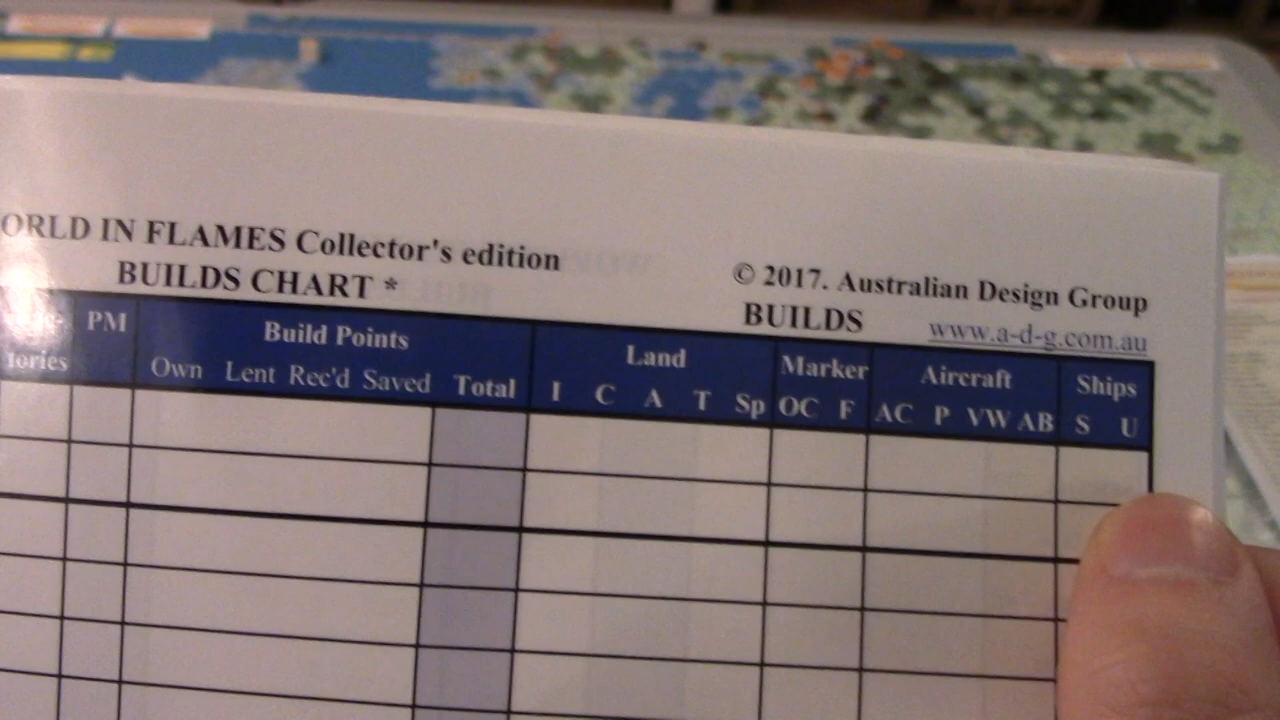 ORLD IN FLAMES Collector's edition
BUILDS CHART *
© 2017. Australian Design Group
BUILDS www.a-d-g.com.au
PM Build Points Land Marker Aircraft Ships
tories Own Lent Rec'd Saved Total I C A T Sp OC F AC P VW AB S U